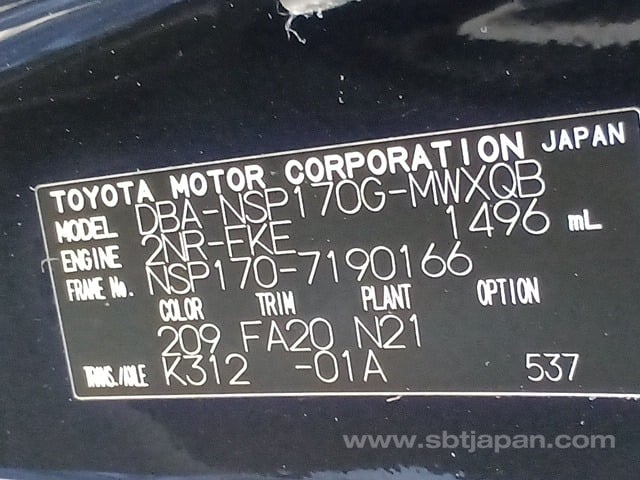 TOYOTA MOTOR CORPORATION JAPAN
MODEL DBA-NSP170G-MWXQB
ENGINE 2NR-FKE 1496 mL
FRAME No. NSP170-7190166
COLOR TRIM PLANT OPTION
209 FA20 N21
TRANS./AXLE K312 -01A 537
www.sbtjapan.com